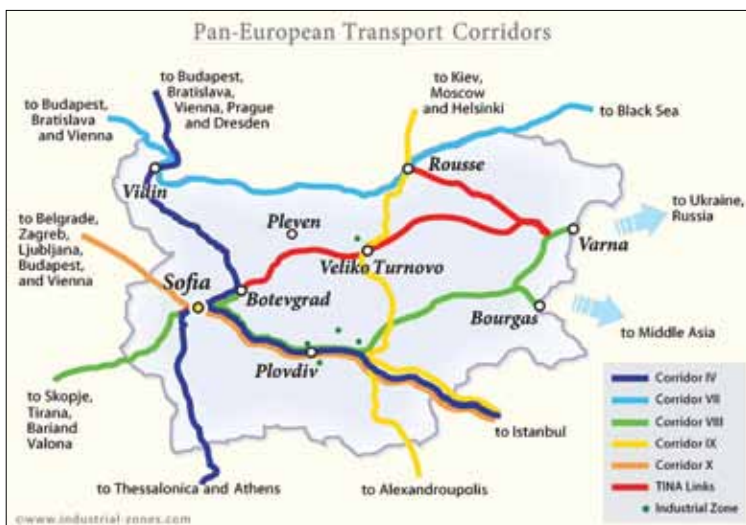 Pan-European Transport Corridors
to Budapest,
Bratislava,
Vienna, Prague
and Dresden
to Kiev,
Moscow
and Helsinki
to Budapest,
Bratislava
and Vienna
to Black Sea
Rousse
Vidin
to Ukraine,
Russia
to Belgrade,
Zagreb,
Ljubljana,
Budapest,
and Vienna
Pleven
Varna
Veliko Turnovo
Sofia
Botevgrad
Bourgas
to Middle Asia
Plovdiv
to Skopje,
Tirana,
Bariand
Valona
to Istanbul
to Thessalonica and Athens
to Alexandroupolis
Corridor IV
Corridor VII
Corridor VIII
Corridor IX
Corridor X
TINA Links
Industrial Zone
©www.industrial-zones.com